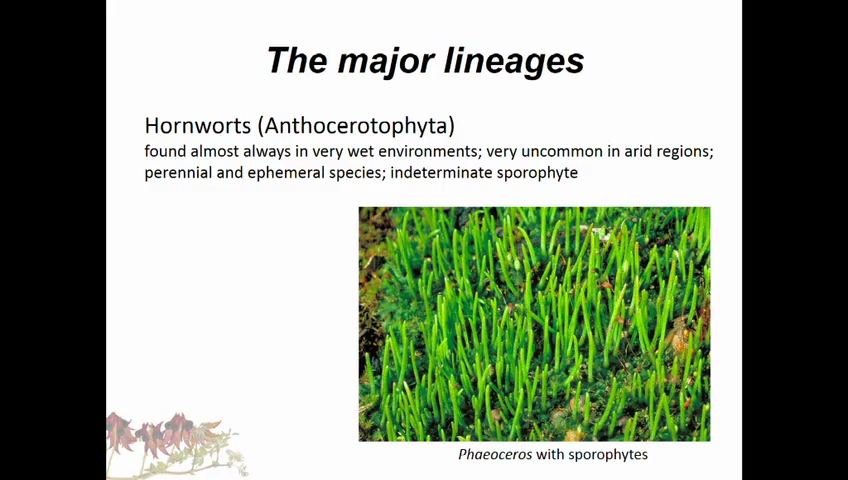 The major lineages
Hornworts (Anthocerotophyta)
found almost always in very wet environments; very uncommon in arid regions;
perennial and ephemeral species; indeterminate sporophyte
Phaeoceros with sporophytes